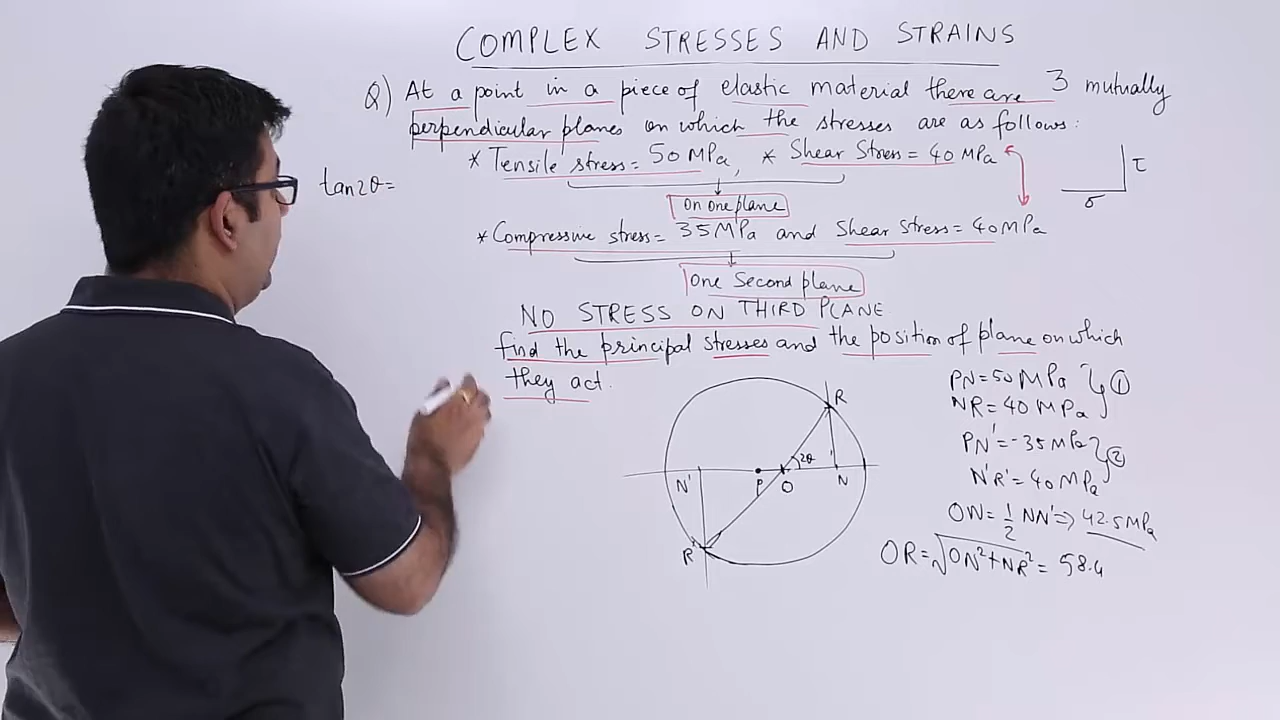 COMPLEX STRESSES AND STRAINS
Q) At a point in a piece of elastic material there are 3 mutually
perpendicular planes on which the stresses are as follows:
* Tensile stress = 50 MPa, * Shear Stress = 40 MPa
τ
σ
tan2θ=
On one plane
* Compressive stress = 35 MPa and Shear Stress = 40 MPa
One Second plane
NO STRESS ON THIRD PLANE
find the principal stresses and the position of plane on which
they act.
PN = 50 MPa
NR = 40 MPa
①
PN' = -35 MPa
N'R' = 40 MPa
②
ON = 1/2 NN' => 42.5 MPa
OR = √ON²+NR² = 58.4
R
2θ
N'
P
O
N
R'